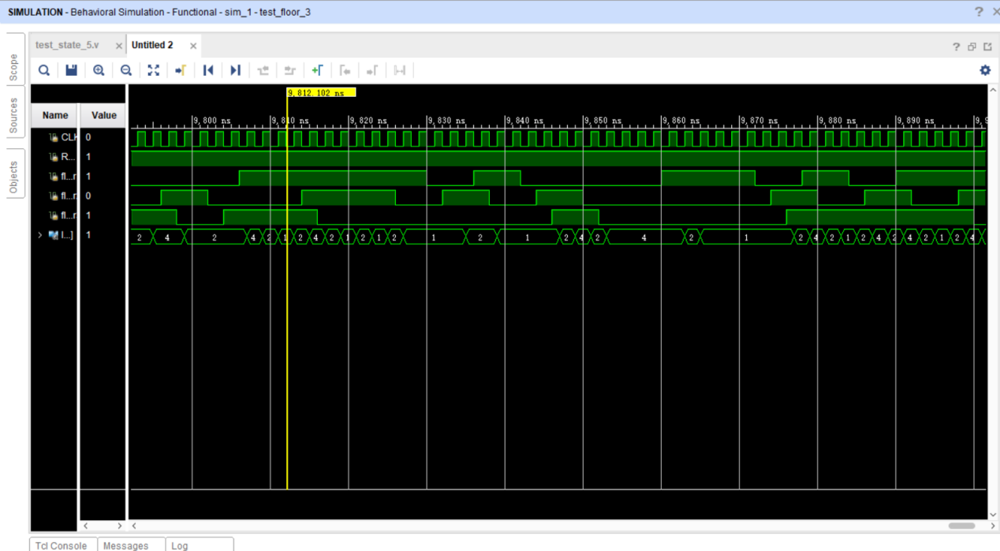 SIMULATION - Behavioral Simulation - Functional - sim_1 - test_floor_3
test_state_5.v
Untitled 2
Scope
Sources
Objects
Name
Value
9,812.102 ns
9,800 ns
9,810 ns
9,820 ns
9,830 ns
9,840 ns
9,850 ns
9,860 ns
9,870 ns
9,880 ns
9,890 ns
9,9
CLK 0
R... 1
fl...r 1
fl...r 0
fl...r 1
l...] 1
2 4 2 4 2 1 2 4 2 1 2 1 2 1 2 1 2 4 2 4 2 1 2 4 2 1 2 4 2 4 2 1 2 4
Tcl Console
Messages
Log